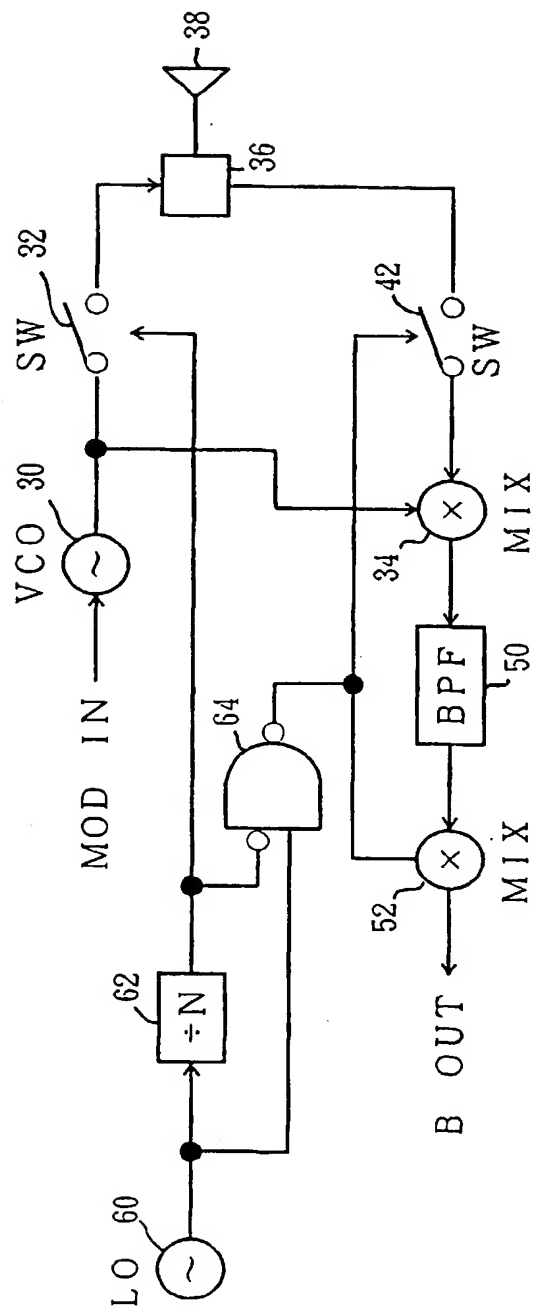 LO 60
÷N
62
64
MOD IN
VCO 30
SW
32
36
38
42
SW
×
34
MIX
BPF
50
×
52
MIX
B OUT